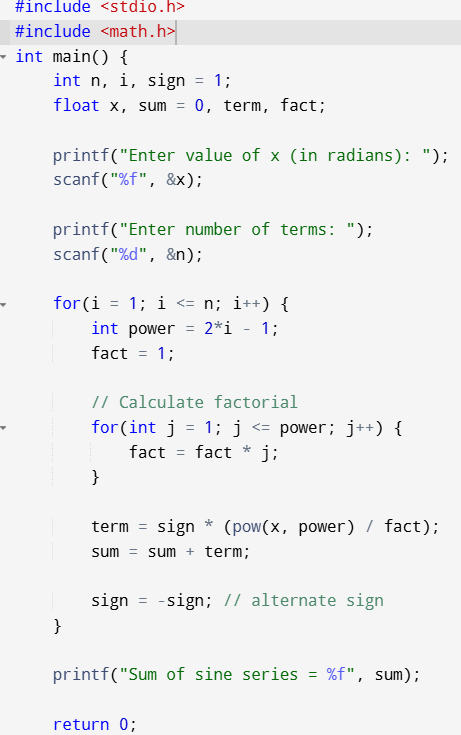 #include <stdio.h>
#include <math.h>
int main() {
    int n, i, sign = 1;
    float x, sum = 0, term, fact;

    printf("Enter value of x (in radians): ");
    scanf("%f", &x);

    printf("Enter number of terms: ");
    scanf("%d", &n);

    for(i = 1; i <= n; i++) {
        int power = 2*i - 1;
        fact = 1;

        // Calculate factorial
        for(int j = 1; j <= power; j++) {
            fact = fact * j;
        }

        term = sign * (pow(x, power) / fact);
        sum = sum + term;

        sign = -sign; // alternate sign
    }

    printf("Sum of sine series = %f", sum);

    return 0;